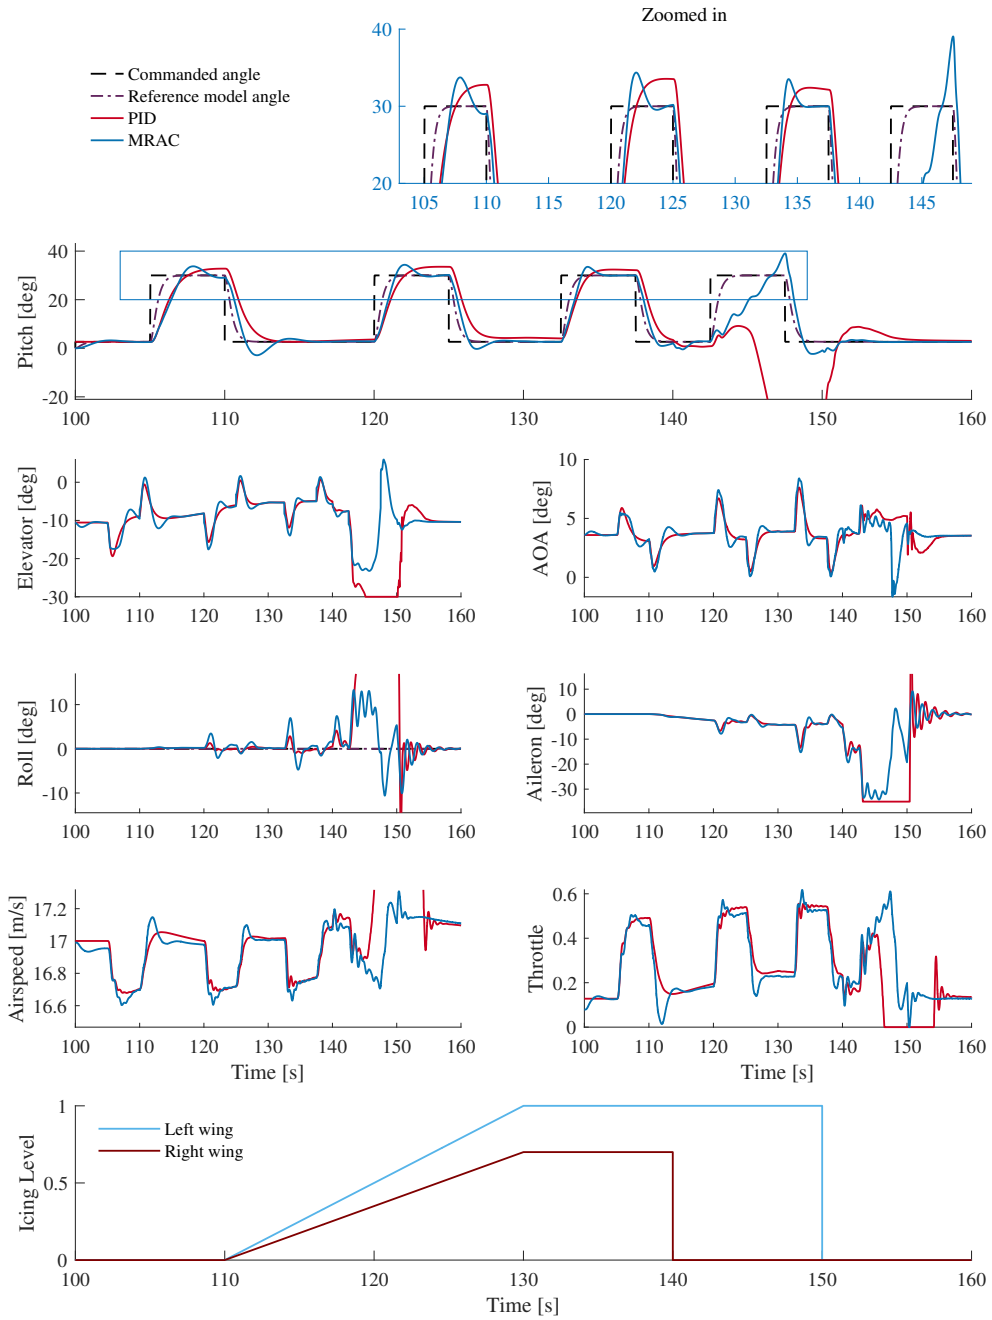 Zoomed in
Commanded angle
Reference model angle
PID
MRAC
40
30
20
105 110 115 120 125 130 135 140 145
Pitch [deg]
40
20
0
-20
100 110 120 130 140 150 160
Elevator [deg]
0
-10
-20
-30
100 110 120 130 140 150 160
AOA [deg]
10
5
0
100 110 120 130 140 150 160
Roll [deg]
10
0
-10
100 110 120 130 140 150 160
Aileron [deg]
10
0
-10
-20
-30
100 110 120 130 140 150 160
Airspeed [m/s]
17.2
17
16.8
16.6
100 110 120 130 140 150 160
Time [s]
Throttle
0.6
0.4
0.2
0
100 110 120 130 140 150 160
Time [s]
Icing Level
1
0.5
0
Left wing
Right wing
100 110 120 130 140 150 160
Time [s]